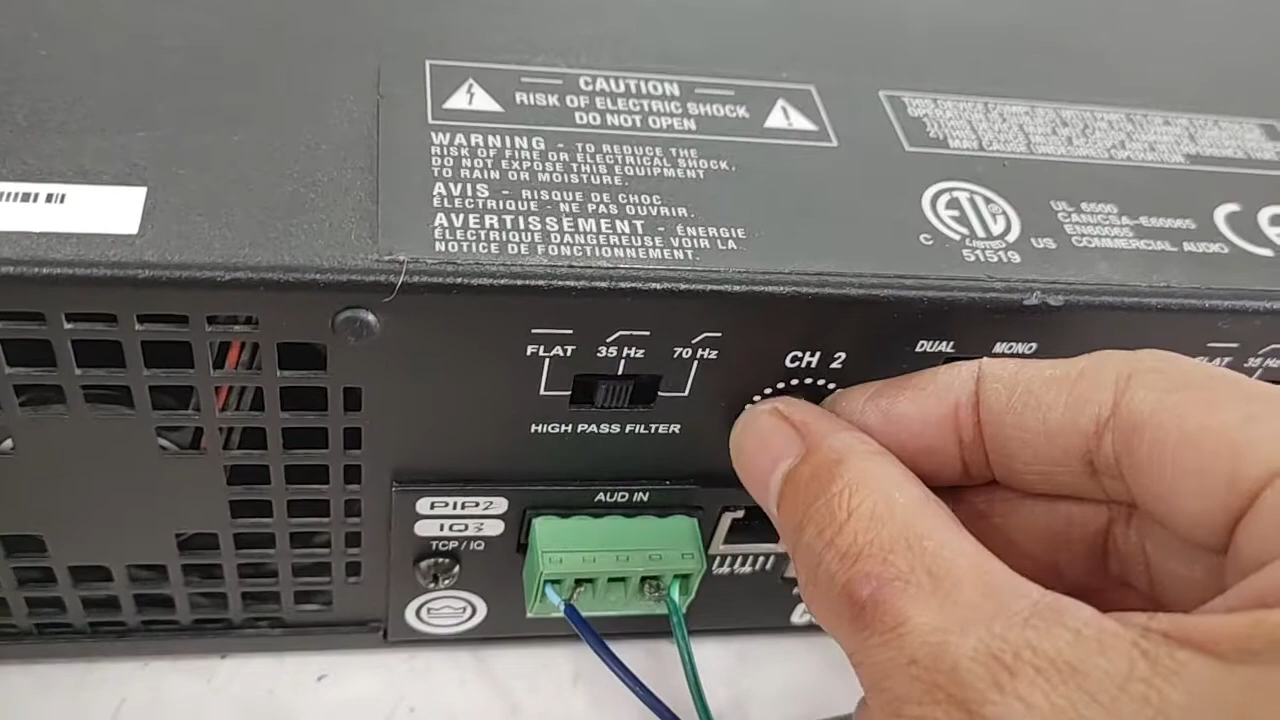 CAUTION
RISK OF ELECTRIC SHOCK
DO NOT OPEN
WARNING - TO REDUCE THE
RISK OF FIRE OR ELECTRICAL SHOCK,
DO NOT EXPOSE THIS EQUIPMENT
TO RAIN OR MOISTURE.
AVIS - RISQUE DE CHOC
ÉLECTRIQUE - NE PAS OUVRIR.
AVERTISSEMENT - ÉNERGIE
ÉLECTRIQUE DANGEREUSE VOIR LA
NOTICE DE FONCTIONNEMENT.
THIS DEVICE
MAY CAUSE
ETL
R
LISTED
C US
51519
UL 6500
CAN/CSA-E60065
EN60065
COMMERCIAL AUDIO
CE
FLAT 35 Hz 70 Hz
HIGH PASS FILTER
CH 2
DUAL MONO
FLAT 35 Hz
PIP2
IQ3
TCP / IQ
AUD IN